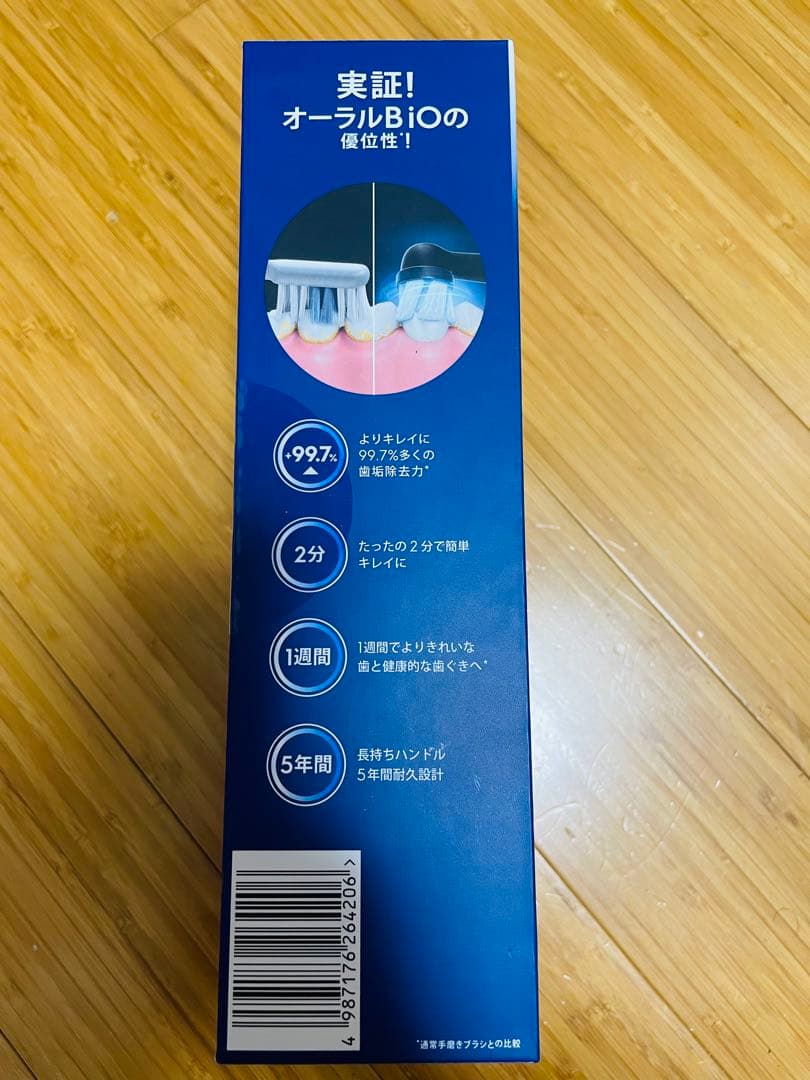 実証!
オーラルB iOの
優位性*!
+99.7%
よりキレイに
99.7%多くの
歯垢除去力*
2分
たったの2分で簡単
キレイに
1週間
1週間でよりきれいな
歯と健康的な歯ぐきへ*
5年間
長持ちハンドル
5年間耐久設計
4 987176 264206 >
*通常手磨きブラシとの比較